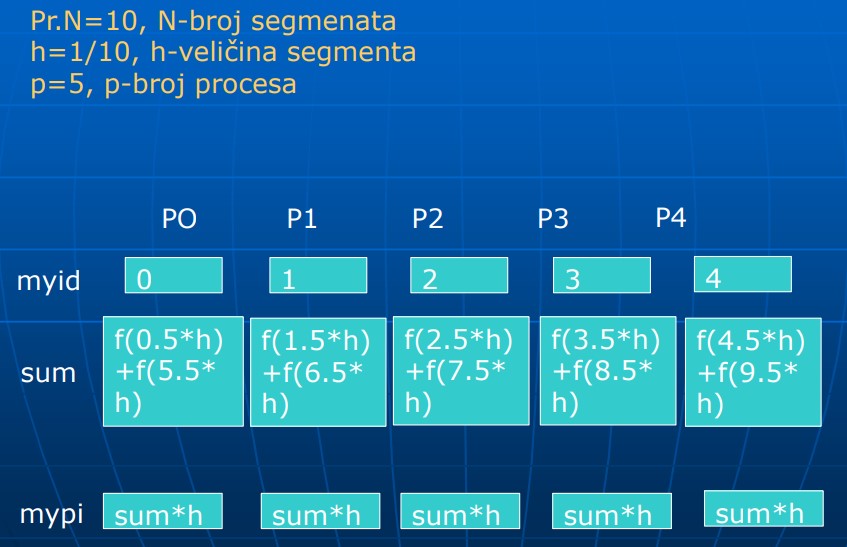 Pr.N=10, N-broj segmenata
h=1/10, h-veličina segmenta
p=5, p-broj procesa
PO P1 P2 P3 P4
myid 0 1 2 3 4
sum
f(0.5*h)
+f(5.5*
h)
f(1.5*h)
+f(6.5*
h)
f(2.5*h)
+f(7.5*
h)
f(3.5*h)
+f(8.5*
h)
f(4.5*h)
+f(9.5*
h)
mypi sum*h sum*h sum*h sum*h sum*h